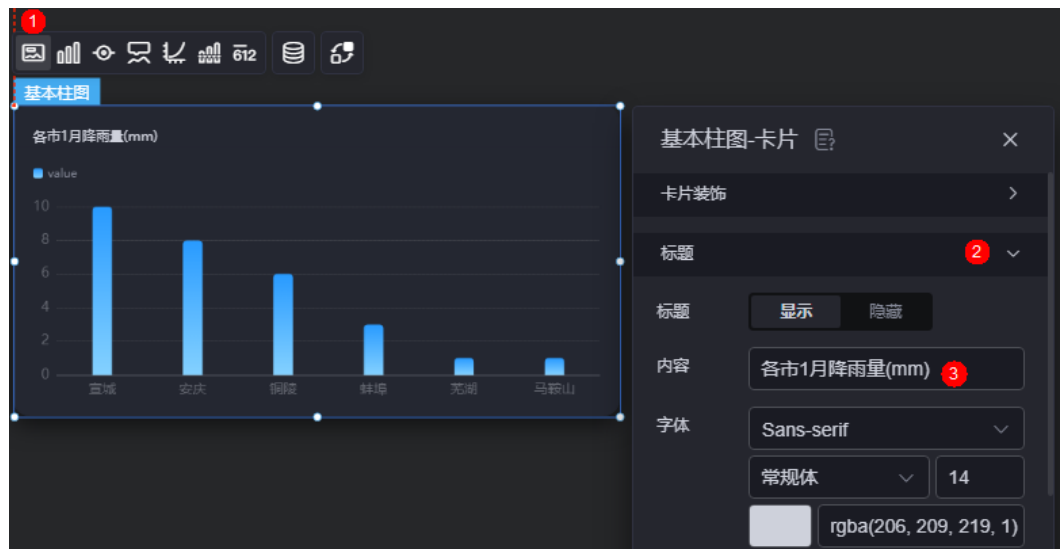 1
612
基本柱图
各市1月降雨量(mm)
value
10
8
6
4
2
0
宣城 安庆 铜陵 蚌埠 芜湖 马鞍山
基本柱图-卡片
卡片装饰
标题 2
标题 显示 隐藏
内容 各市1月降雨量(mm) 3
字体 Sans-serif
常规体 14
rgba(206, 209, 219, 1)